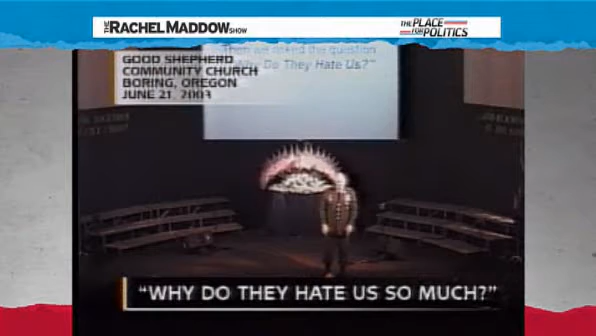 THE RACHEL MADDOW SHOW
THE PLACE
FOR POLITICS
GOOD SHEPHERD
COMMUNITY CHURCH
BORING, OREGON
JUNE 21, 2003
Then we asked the question
Why Do They Hate Us?"
"WHY DO THEY HATE US SO MUCH?"